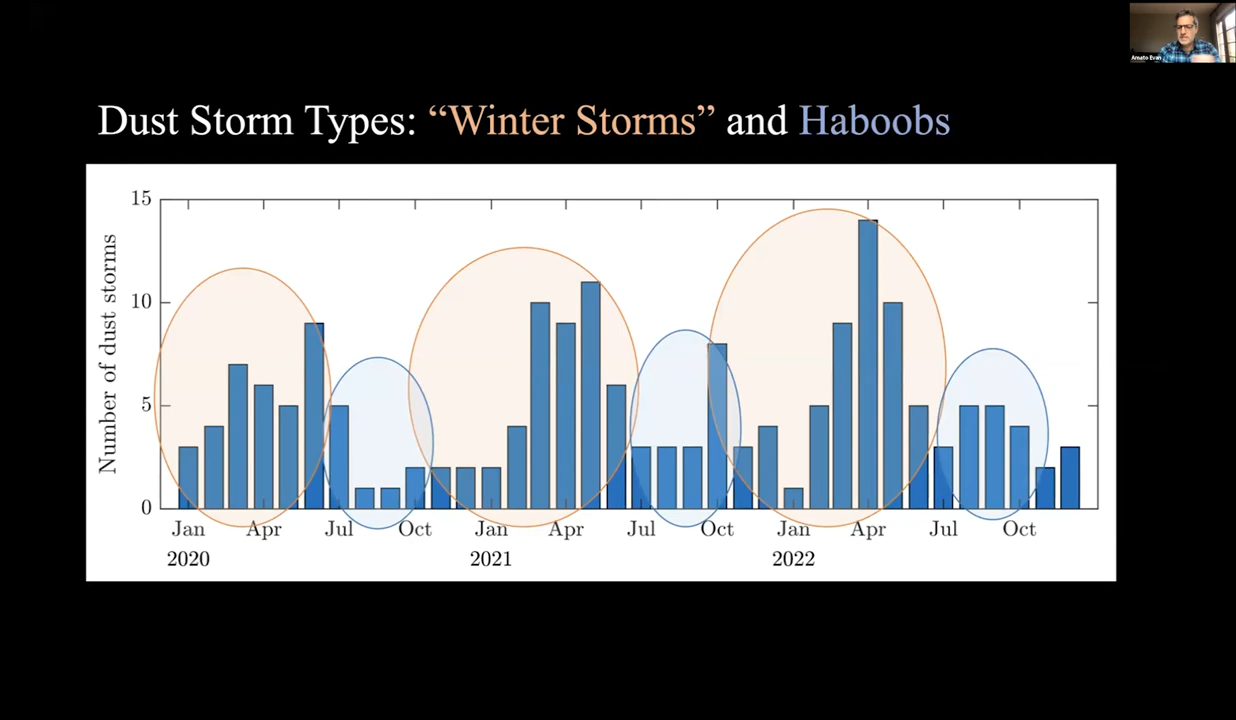 Amato Evan
Dust Storm Types: “Winter Storms” and Haboobs
Number of dust storms
15
10
5
0
Jan Apr Jul Oct Jan Apr Jul Oct Jan Apr Jul Oct
2020 2021 2022